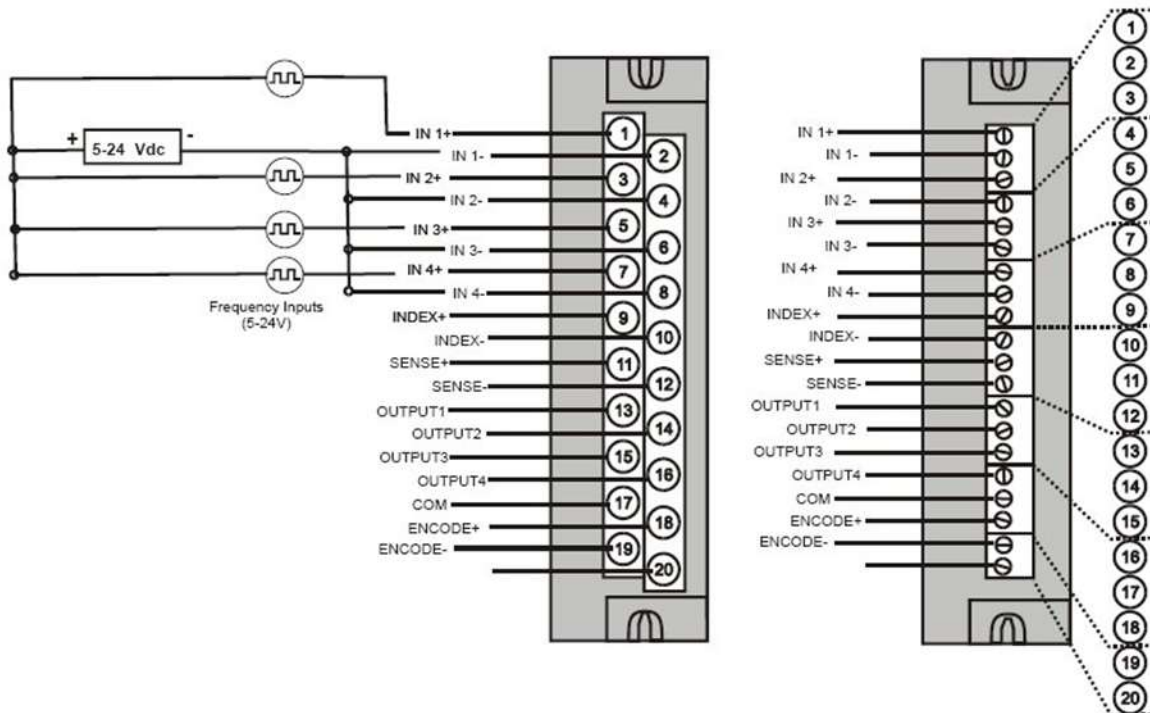 + 5-24 Vdc -
Frequency Inputs
(5-24V)
IN 1+
IN 1-
IN 2+
IN 2-
IN 3+
IN 3-
IN 4+
IN 4-
INDEX+
INDEX-
SENSE+
SENSE-
OUTPUT1
OUTPUT2
OUTPUT3
OUTPUT4
COM
ENCODE+
ENCODE-
1
2
3
4
5
6
7
8
9
10
11
12
13
14
15
16
17
18
19
20
IN 1+
IN 1-
IN 2+
IN 2-
IN 3+
IN 3-
IN 4+
IN 4-
INDEX+
INDEX-
SENSE+
SENSE-
OUTPUT1
OUTPUT2
OUTPUT3
OUTPUT4
COM
ENCODE+
ENCODE-
1
2
3
4
5
6
7
8
9
10
11
12
13
14
15
16
17
18
19
20